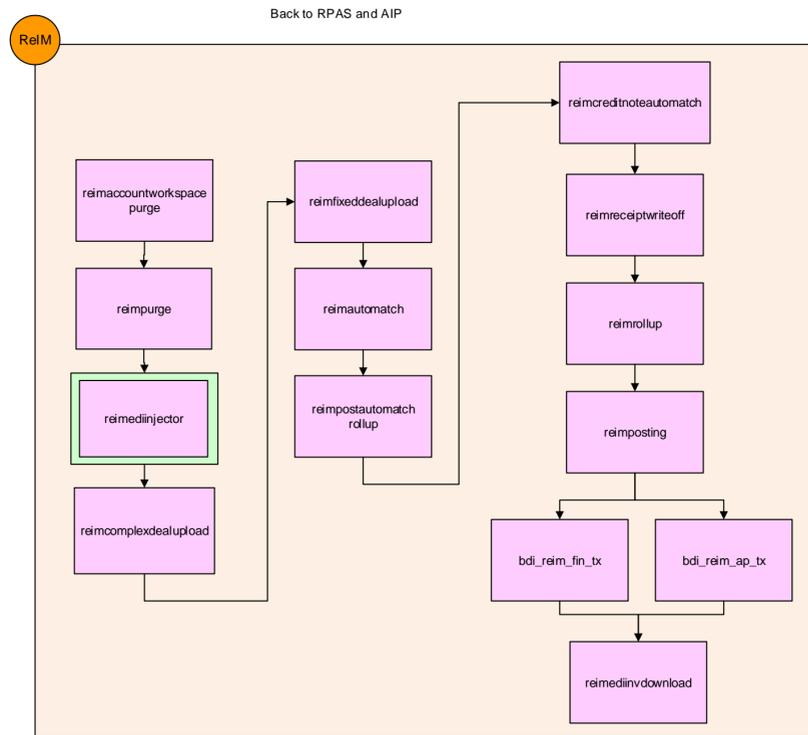 Back to RPAS and AIP
ReIM
reimaccountworkspace
purge
reimpurge
reimediinjector
reimcomplexdealupload
reimfixeddealupload
reimautomatch
reimpostautomatch
rollup
reimcreditnoteautomatch
reimreceiptwriteoff
reimrollup
reimposting
bdi_reim_fin_tx
bdi_reim_ap_tx
reimediinvdownload